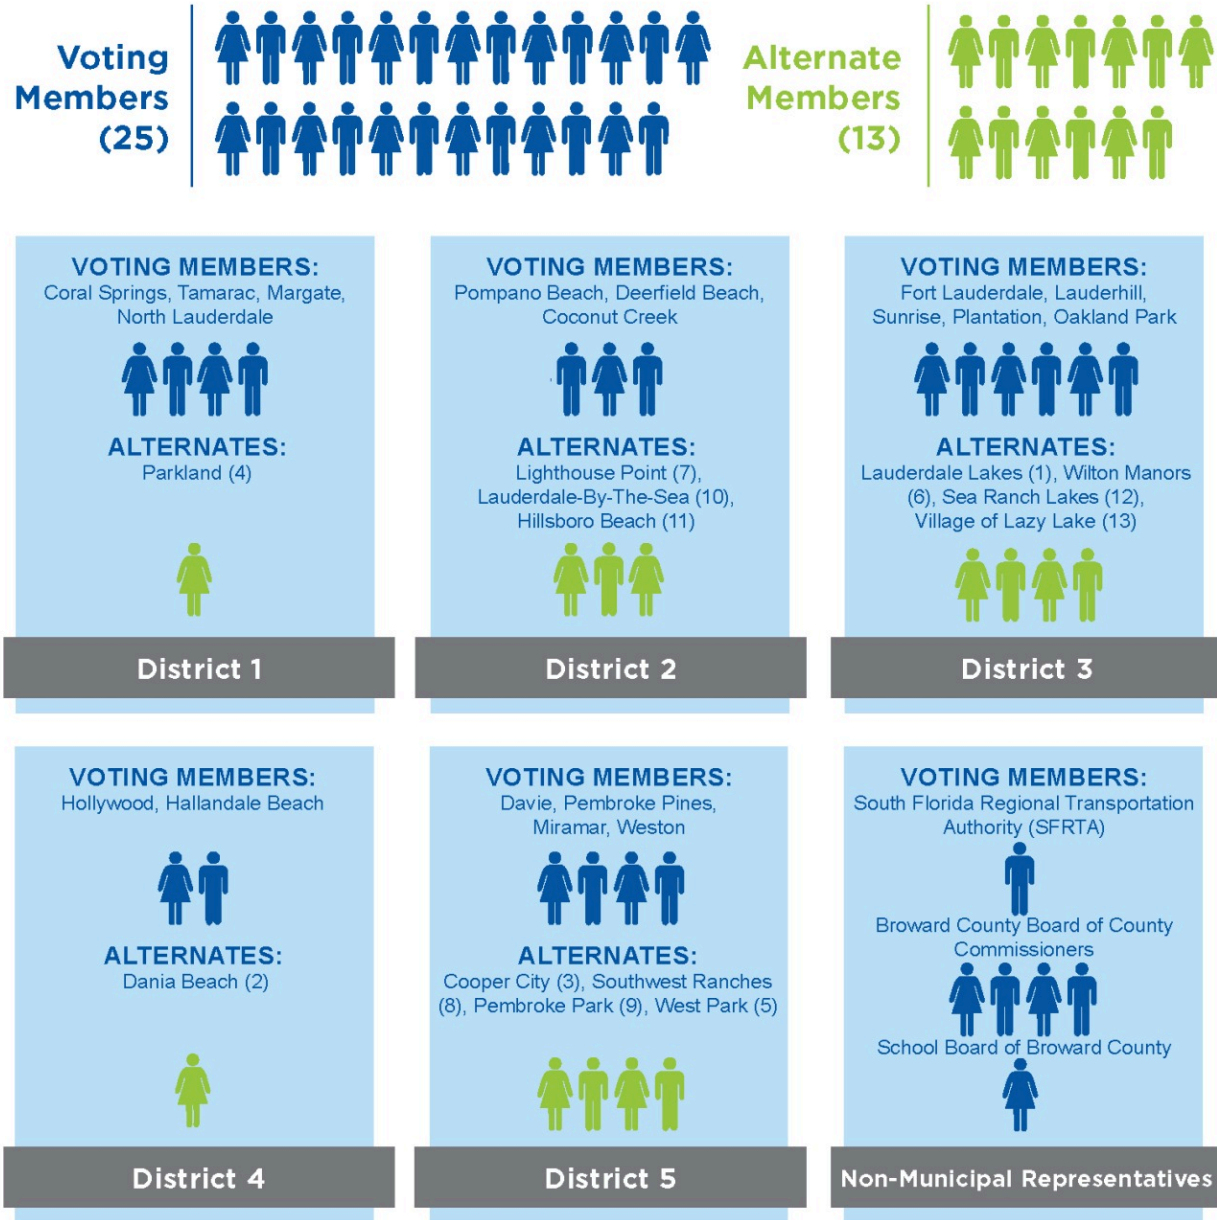 Voting
Members
(25)
Alternate
Members
(13)
VOTING MEMBERS:
Coral Springs, Tamarac, Margate,
North Lauderdale
ALTERNATES:
Parkland (4)
District 1
VOTING MEMBERS:
Pompano Beach, Deerfield Beach,
Coconut Creek
ALTERNATES:
Lighthouse Point (7),
Lauderdale-By-The-Sea (10),
Hillsboro Beach (11)
District 2
VOTING MEMBERS:
Fort Lauderdale, Lauderhill,
Sunrise, Plantation, Oakland Park
ALTERNATES:
Lauderdale Lakes (1), Wilton Manors
(6), Sea Ranch Lakes (12),
Village of Lazy Lake (13)
District 3
VOTING MEMBERS:
Hollywood, Hallandale Beach
ALTERNATES:
Dania Beach (2)
District 4
VOTING MEMBERS:
Davie, Pembroke Pines,
Miramar, Weston
ALTERNATES:
Cooper City (3), Southwest Ranches
(8), Pembroke Park (9), West Park (5)
District 5
VOTING MEMBERS:
South Florida Regional Transportation
Authority (SFRTA)
Broward County Board of County
Commissioners
School Board of Broward County
Non-Municipal Representatives